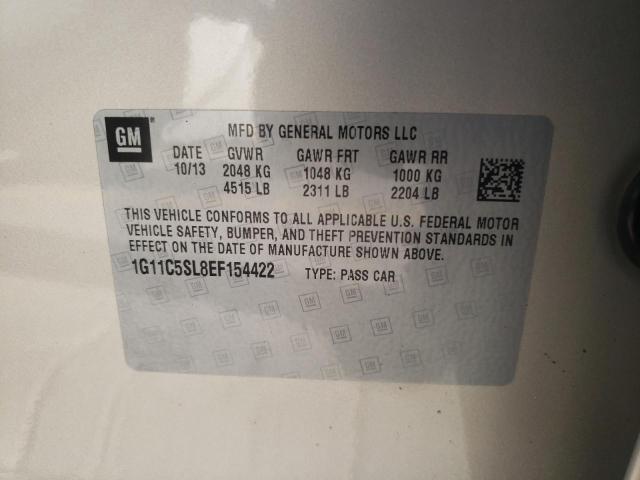 GM
MFD BY GENERAL MOTORS LLC
DATE GVWR GAWR FRT GAWR RR
10/13 2048 KG 1048 KG 1000 KG
4515 LB 2311 LB 2204 LB
THIS VEHICLE CONFORMS TO ALL APPLICABLE U.S. FEDERAL MOTOR
VEHICLE SAFETY, BUMPER, AND THEFT PREVENTION STANDARDS IN
EFFECT ON THE DATE OF MANUFACTURE SHOWN ABOVE.
1G11C5SL8EF154422 TYPE: PASS CAR